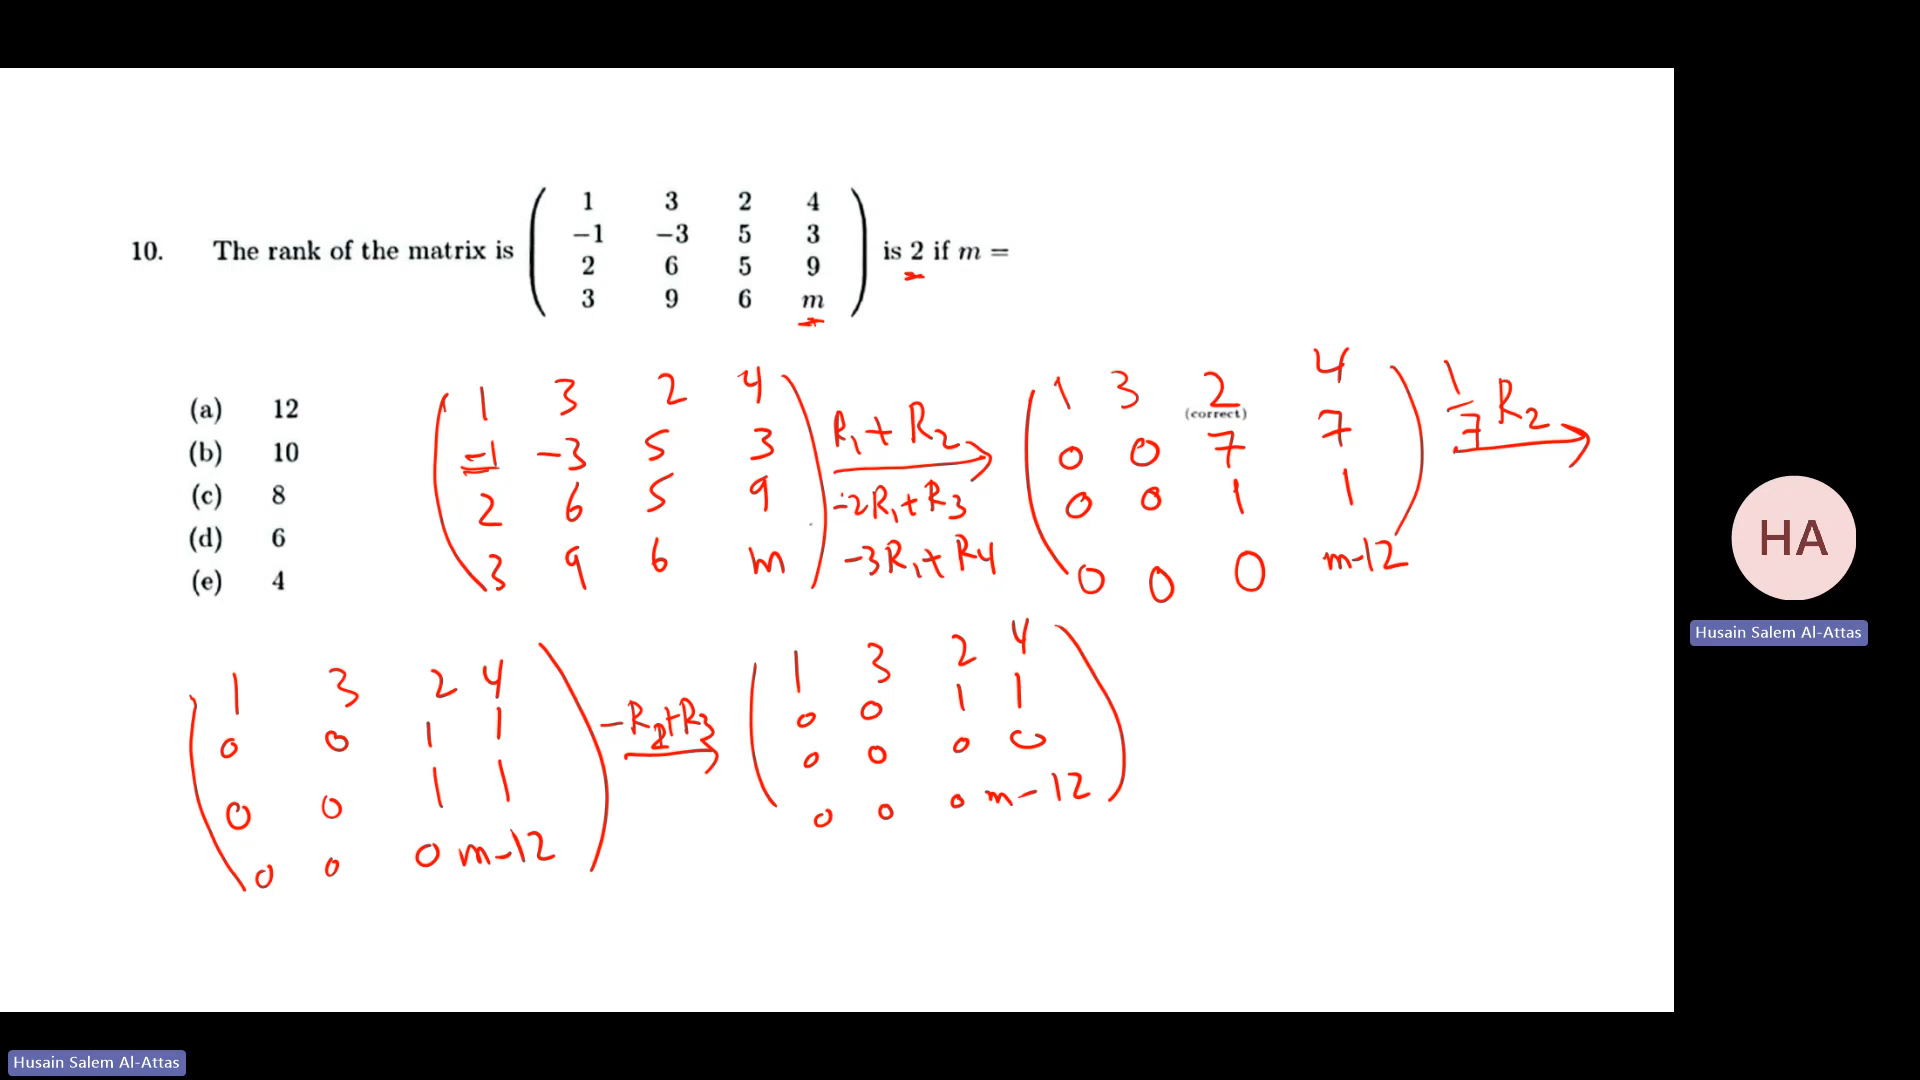 10. The rank of the matrix is ( 1 3 2 4 is 2 if m =
-1 -3 5 3
2 6 5 9
3 9 6 m )
(a) 12
(b) 10
(c) 8
(d) 6
(e) 4
(correct)
( 1 3 2 4
-1 -3 5 3
2 6 5 9
3 9 6 m )
R1 + R2
-2R1 + R3
-3R1 + R4
( 1 3 2 4
0 0 7 7
0 0 1 1
0 0 0 m-12 )
1/7 R2
( 1 3 2 4
0 0 1 1
0 0 1 1
0 0 0 m-12 )
-R2+R3
( 1 3 2 4
0 0 1 1
0 0 0 0
0 0 0 m-12 )
HA
Husain Salem Al-Attas
Husain Salem Al-Attas